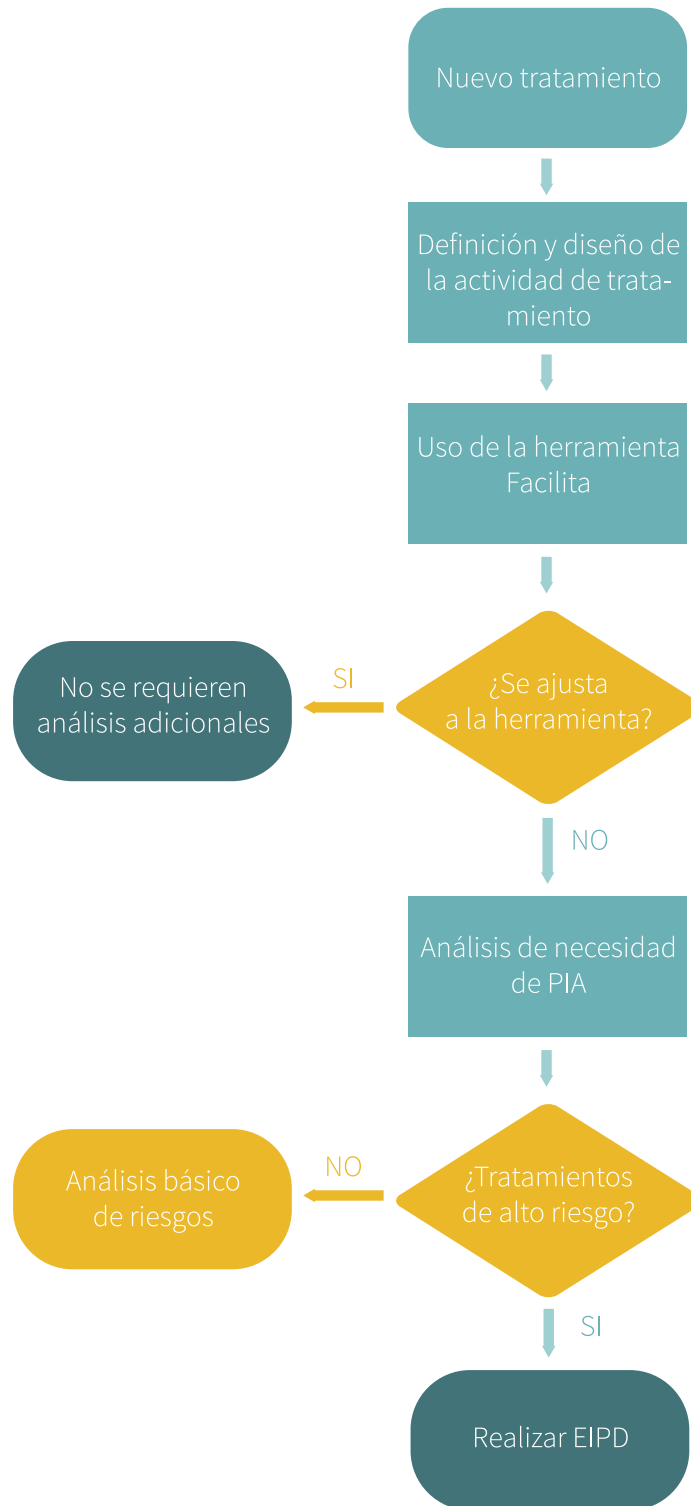 Nuevo tratamiento
Definición y diseño de
la actividad de trata-
miento
Uso de la herramienta
Facilita
¿Se ajusta
a la herramienta?
SI
No se requieren
análisis adicionales
NO
Análisis de necesidad
de PIA
¿Tratamientos
de alto riesgo?
NO
Análisis básico
de riesgos
SI
Realizar EIPD